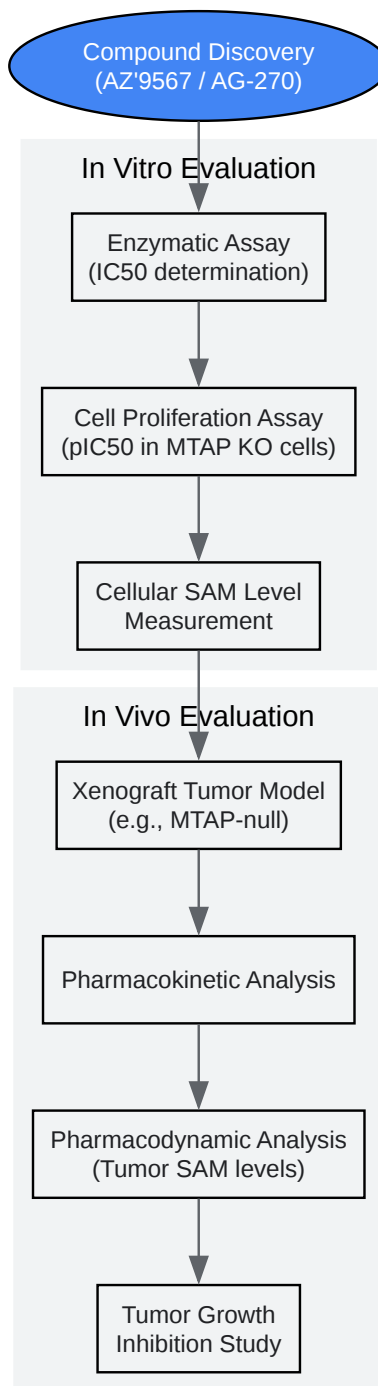 Compound Discovery
(AZ'9567 / AG-270)
In Vitro Evaluation
Enzymatic Assay
(IC50 determination)
Cell Proliferation Assay
(pIC50 in MTAP KO cells)
Cellular SAM Level
Measurement
In Vivo Evaluation
Xenograft Tumor Model
(e.g., MTAP-null)
Pharmacokinetic Analysis
Pharmacodynamic Analysis
(Tumor SAM levels)
Tumor Growth
Inhibition Study